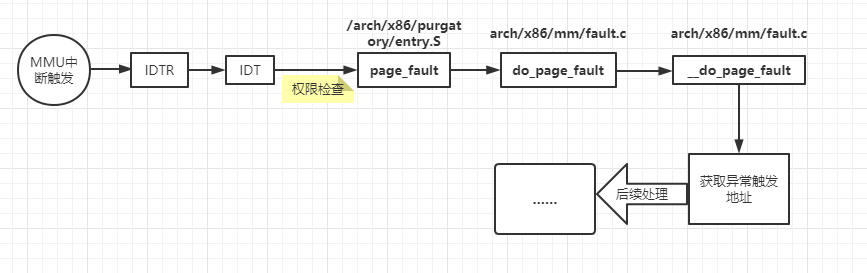 /arch/x86/purgat
ory/entry.S
arch/x86/mm/fault.c
arch/x86/mm/fault.c
MMU中
断触发
IDTR
IDT
权限检查
page_fault
do_page_fault
__do_page_fault
获取异常触发
地址
后续处理
......